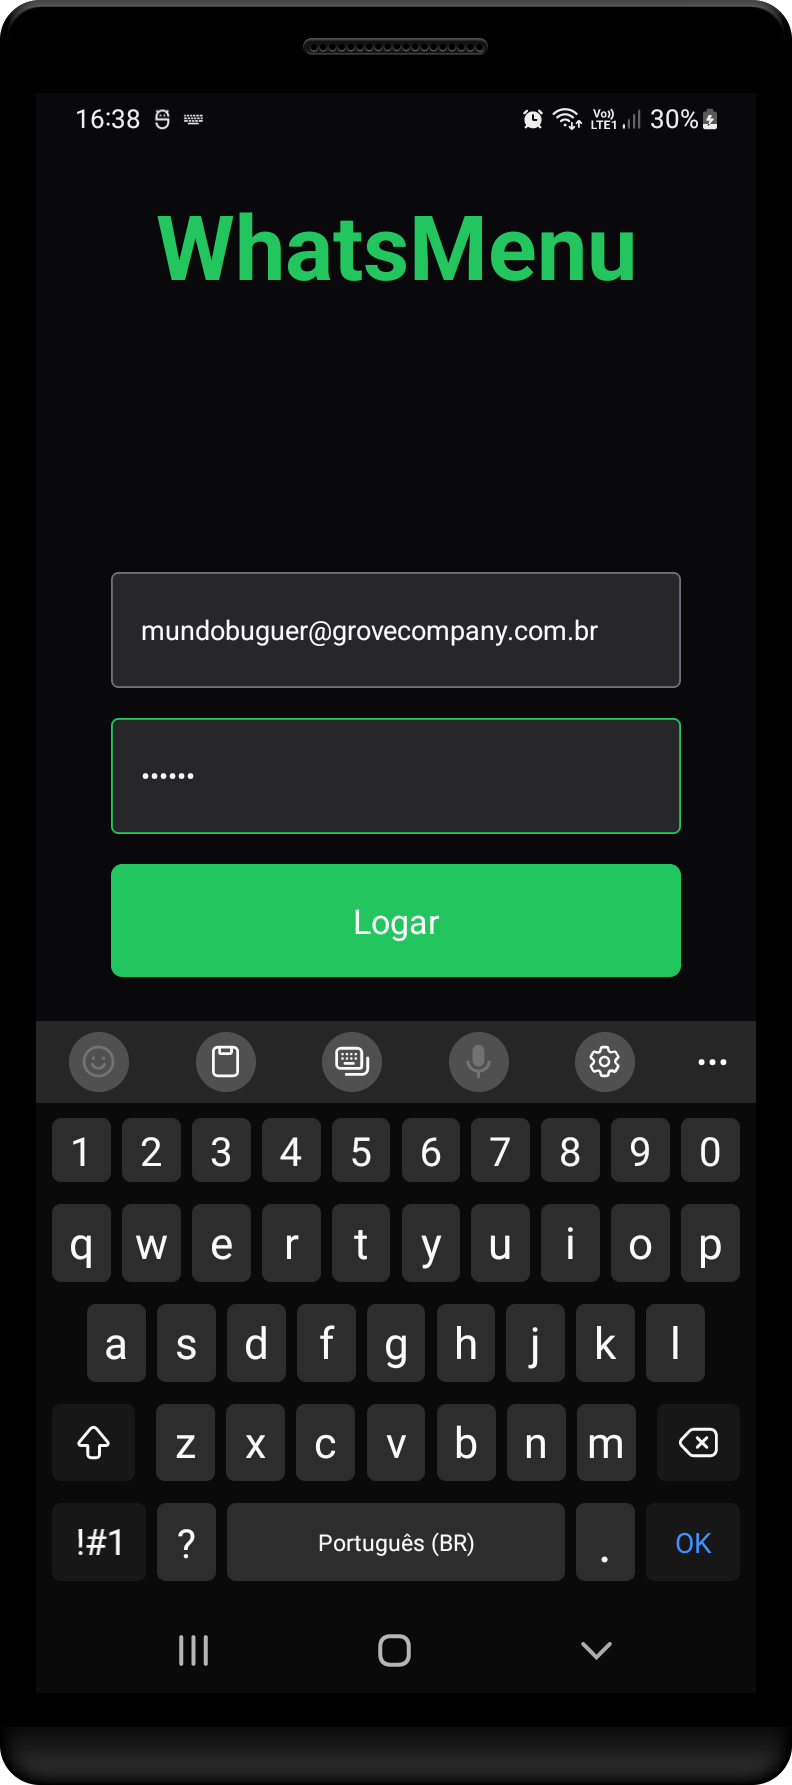 16:38 Vo)) LTE1 30%
WhatsMenu
mundobuguer@grovecompany.com.br
••••••
Logar
1 2 3 4 5 6 7 8 9 0
q w e r t y u i o p
a s d f g h j k l
z x c v b n m
!#1 ? Português (BR) . OK